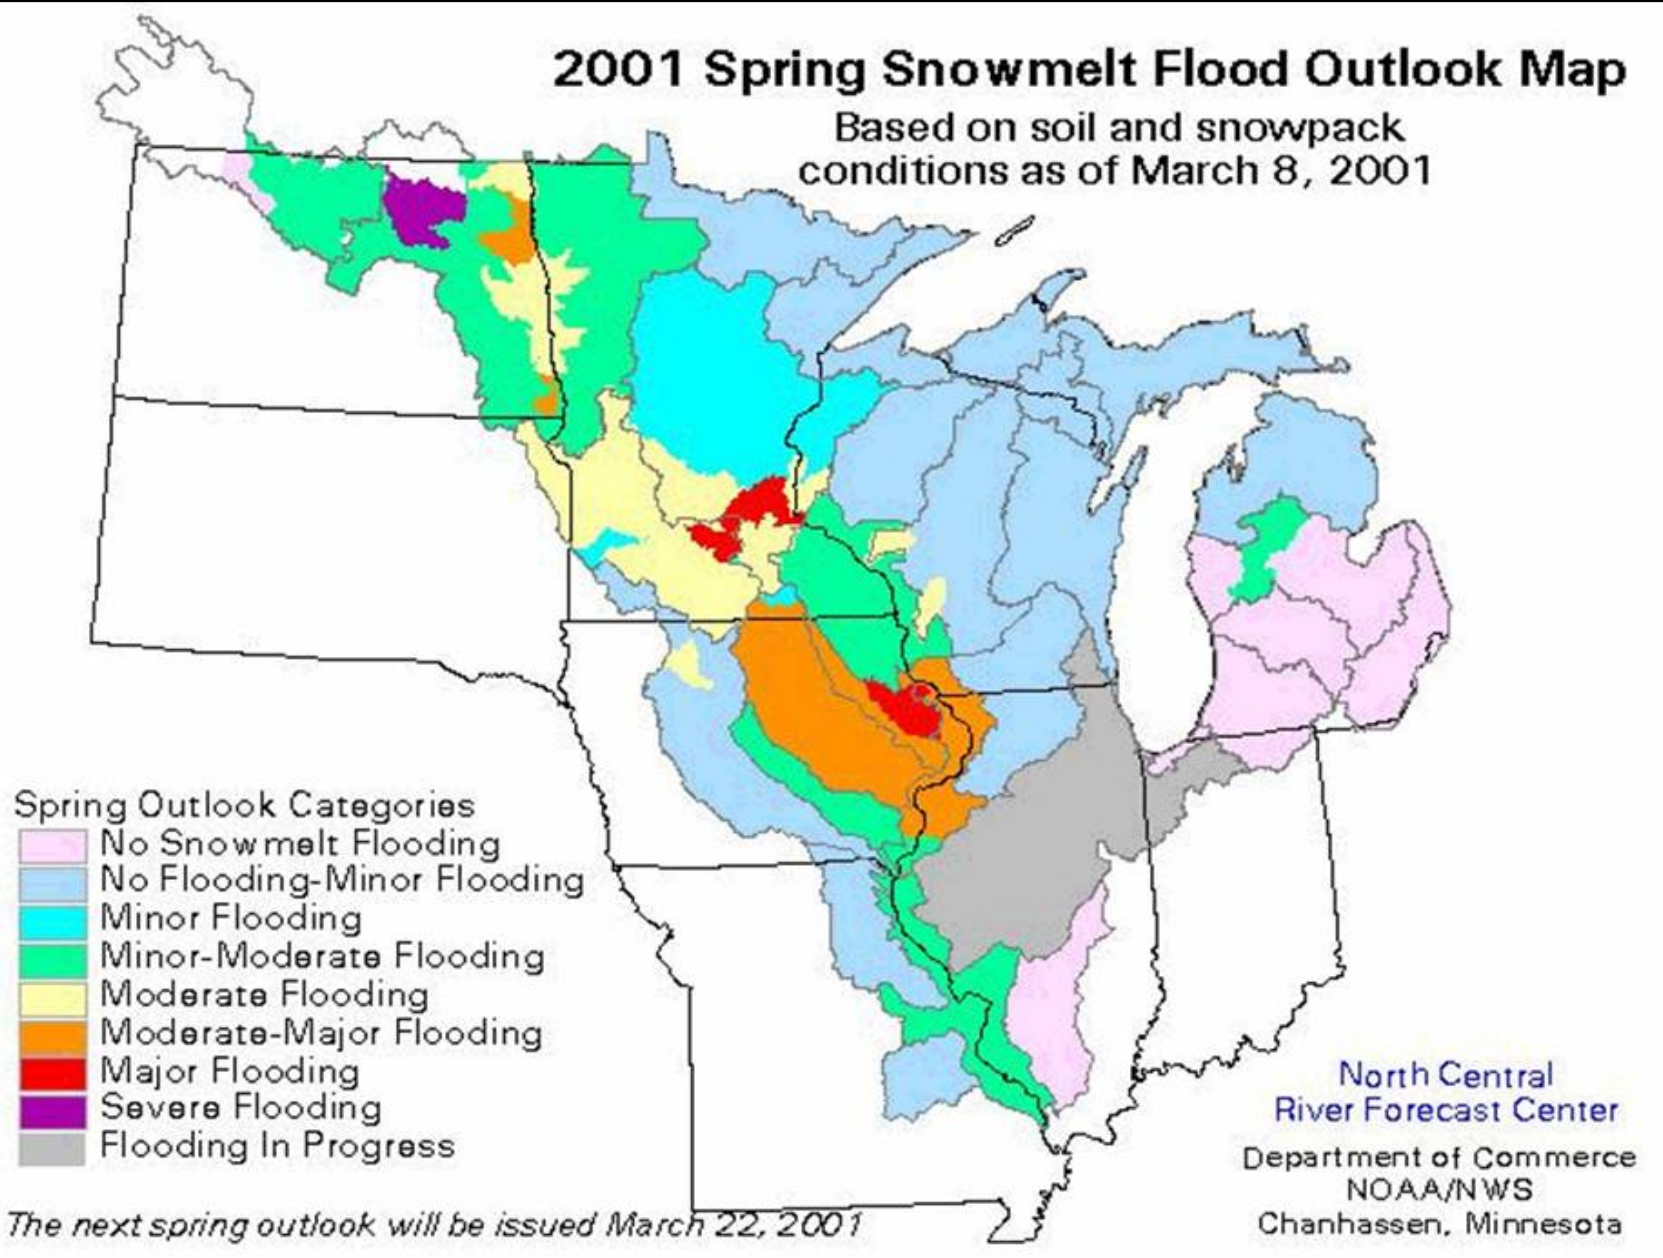 2001 Spring Snowmelt Flood Outlook Map
Based on soil and snowpack
conditions as of March 8, 2001
Spring Outlook Categories
No Snowmelt Flooding
No Flooding-Minor Flooding
Minor Flooding
Minor-Moderate Flooding
Moderate Flooding
Moderate-Major Flooding
Major Flooding
Severe Flooding
Flooding In Progress
The next spring outlook will be issued March 22, 2001
North Central
River Forecast Center
Department of Commerce
NOAA/NWS
Chanhassen, Minnesota